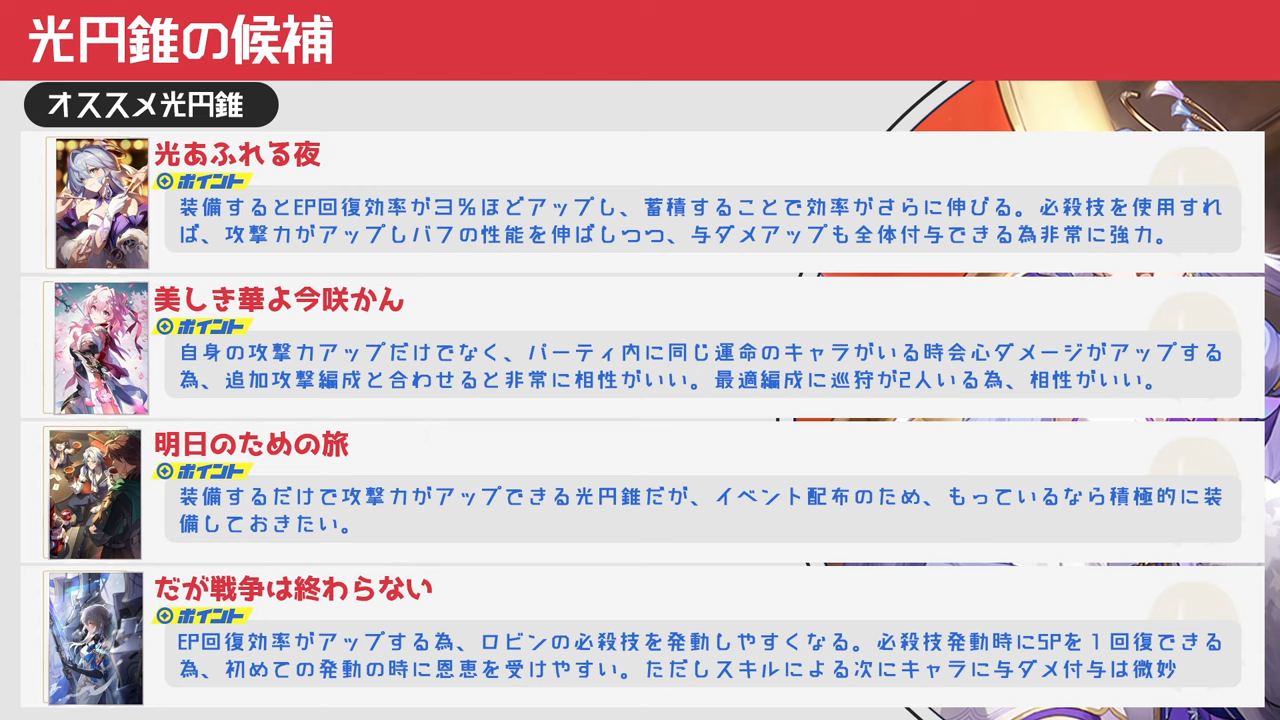 光円錐の候補
オススメ光円錐
光あふれる夜
ポイント
装備するとEP回復効率が3%ほどアップし、蓄積することで効率がさらに伸びる。必殺技を使用すれ
ば、攻撃力がアップしバフの性能を伸ばしつつ、与ダメアップも全体付与できる為非常に強力。
美しき華よ今咲かん
ポイント
自身の攻撃力アップだけでなく、パーティ内に同じ運命のキャラがいる時会心ダメージがアップする
為、追加攻撃編成と合わせると非常に相性がいい。最適編成に巡狩が2人いる為、相性がいい。
明日のための旅
ポイント
装備するだけで攻撃力がアップできる光円錐だが、イベント配布のため、もっているなら積極的に装
備しておきたい。
だが戦争は終わらない
ポイント
EP回復効率がアップする為、ロビンの必殺技を発動しやすくなる。必殺技発動時にSPを1回復できる
為、初めての発動の時に恩恵を受けやすい。ただしスキルによる次にキャラに与ダメ付与は微妙